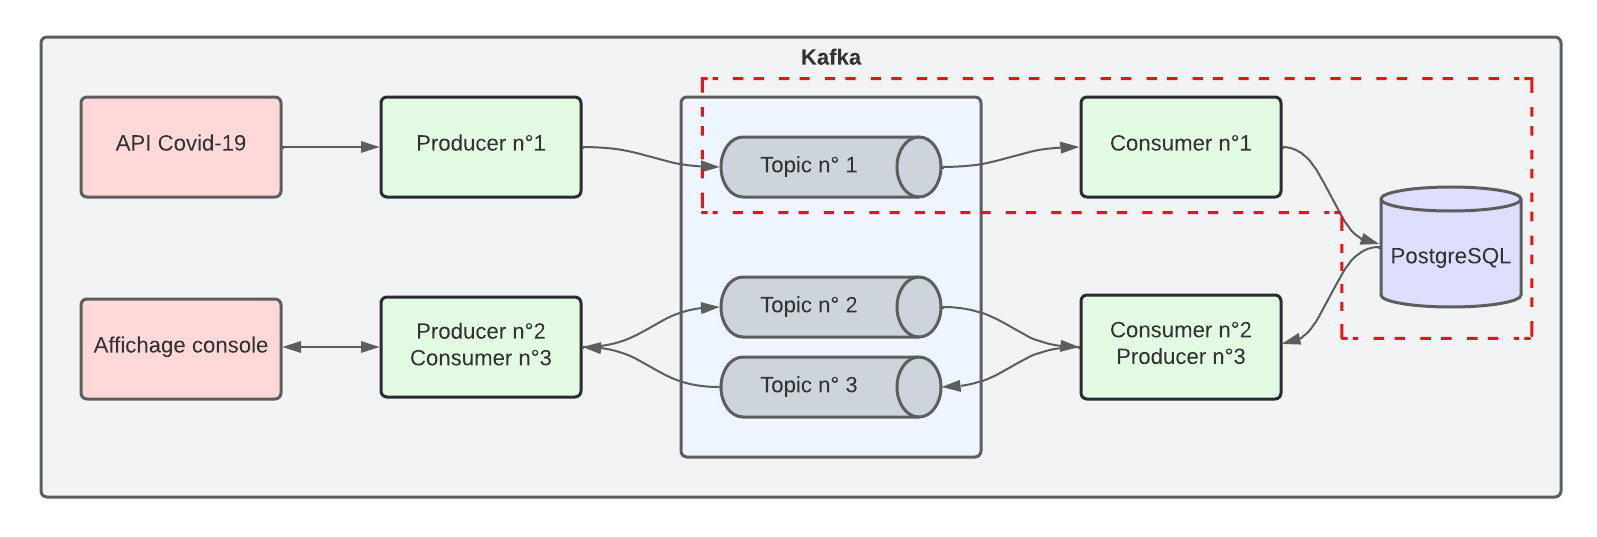 Kafka
API Covid-19
Producer n°1
Topic n° 1
Consumer n°1
PostgreSQL
Affichage console
Producer n°2
Consumer n°3
Topic n° 2
Topic n° 3
Consumer n°2
Producer n°3